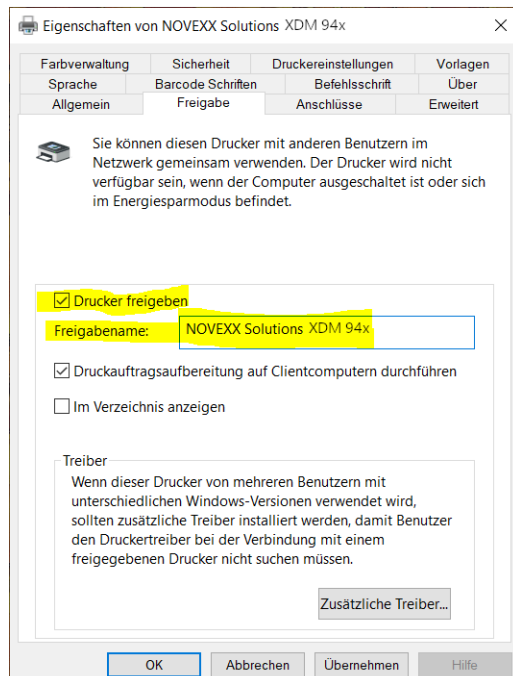 Eigenschaften von NOVEXX Solutions XDM 94x
Farbverwaltung Sicherheit Druckereinstellungen Vorlagen
Sprache Barcode Schriften Befehlsschrift Über
Allgemein Freigabe Anschlüsse Erweitert
Sie können diesen Drucker mit anderen Benutzern im
Netzwerk gemeinsam verwenden. Der Drucker wird nicht
verfügbar sein, wenn der Computer ausgeschaltet ist oder sich
im Energiesparmodus befindet.
Drucker freigeben
Freigabename: NOVEXX Solutions XDM 94x
Druckauftragsaufbereitung auf Clientcomputern durchführen
Im Verzeichnis anzeigen
Treiber
Wenn dieser Drucker von mehreren Benutzern mit
unterschiedlichen Windows-Versionen verwendet wird,
sollten zusätzliche Treiber installiert werden, damit Benutzer
den Druckertreiber bei der Verbindung mit einem
freigegebenen Drucker nicht suchen müssen.
Zusätzliche Treiber...
OK Abbrechen Übernehmen Hilfe